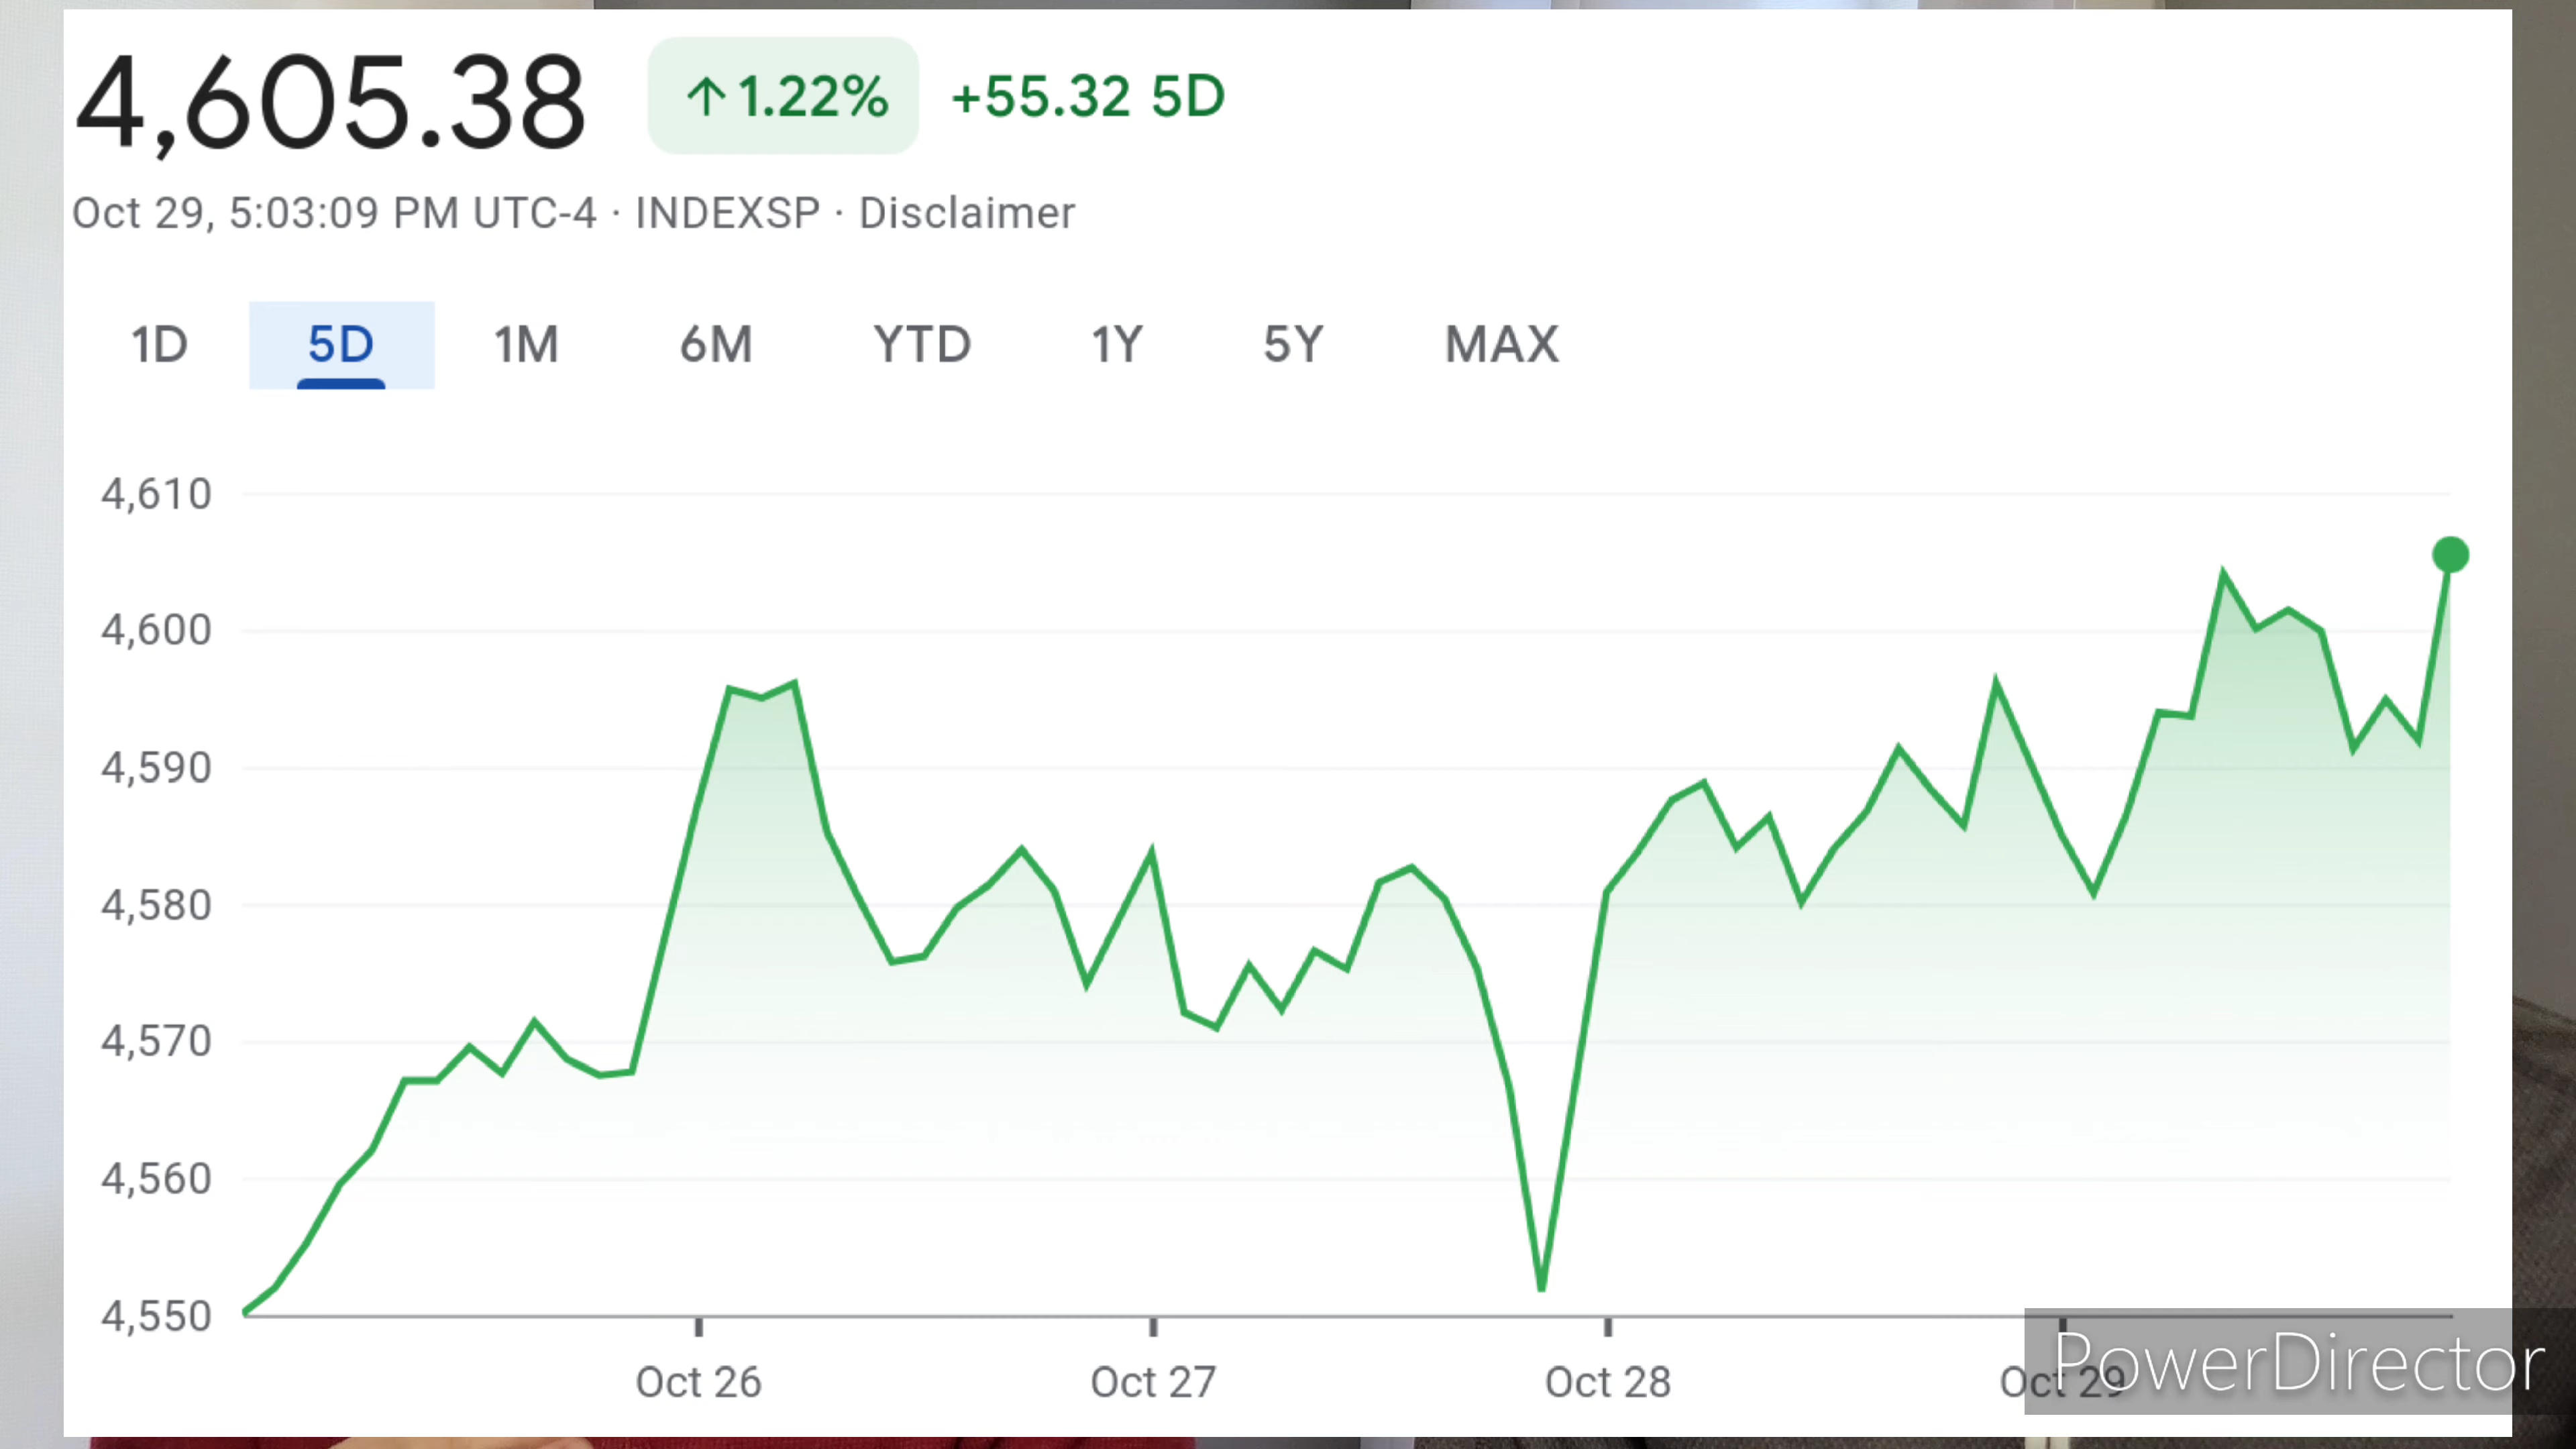 4,605.38 ↑1.22% +55.32 5D
Oct 29, 5:03:09 PM UTC-4 · INDEXSP · Disclaimer
1D 5D 1M 6M YTD 1Y 5Y MAX
4,610
4,600
4,590
4,580
4,570
4,560
4,550
Oct 26 Oct 27 Oct 28 Oct 29
PowerDirector